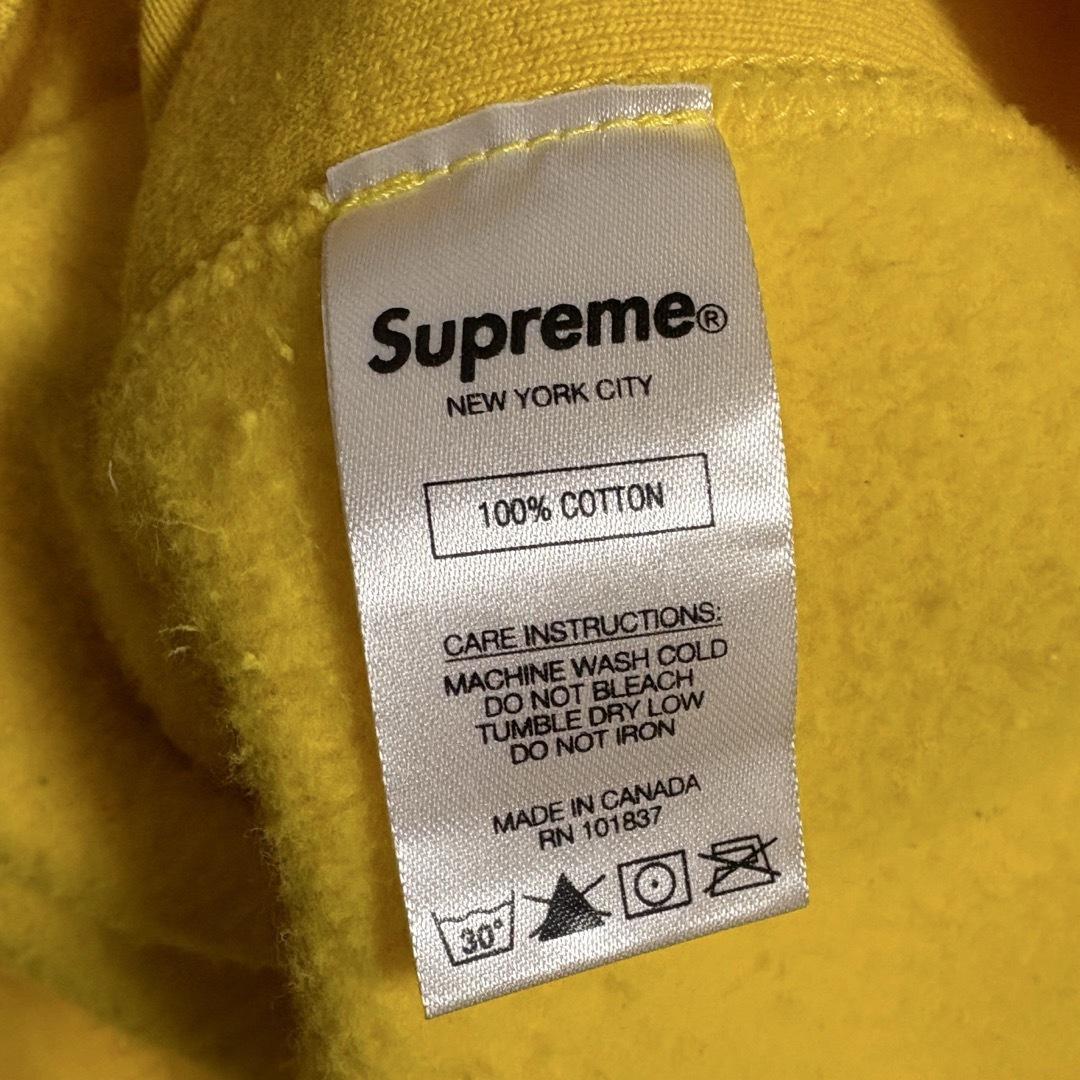 Supreme®
NEW YORK CITY
100% COTTON
CARE INSTRUCTIONS:
MACHINE WASH COLD
DO NOT BLEACH
TUMBLE DRY LOW
DO NOT IRON
MADE IN CANADA
RN 101837
30°